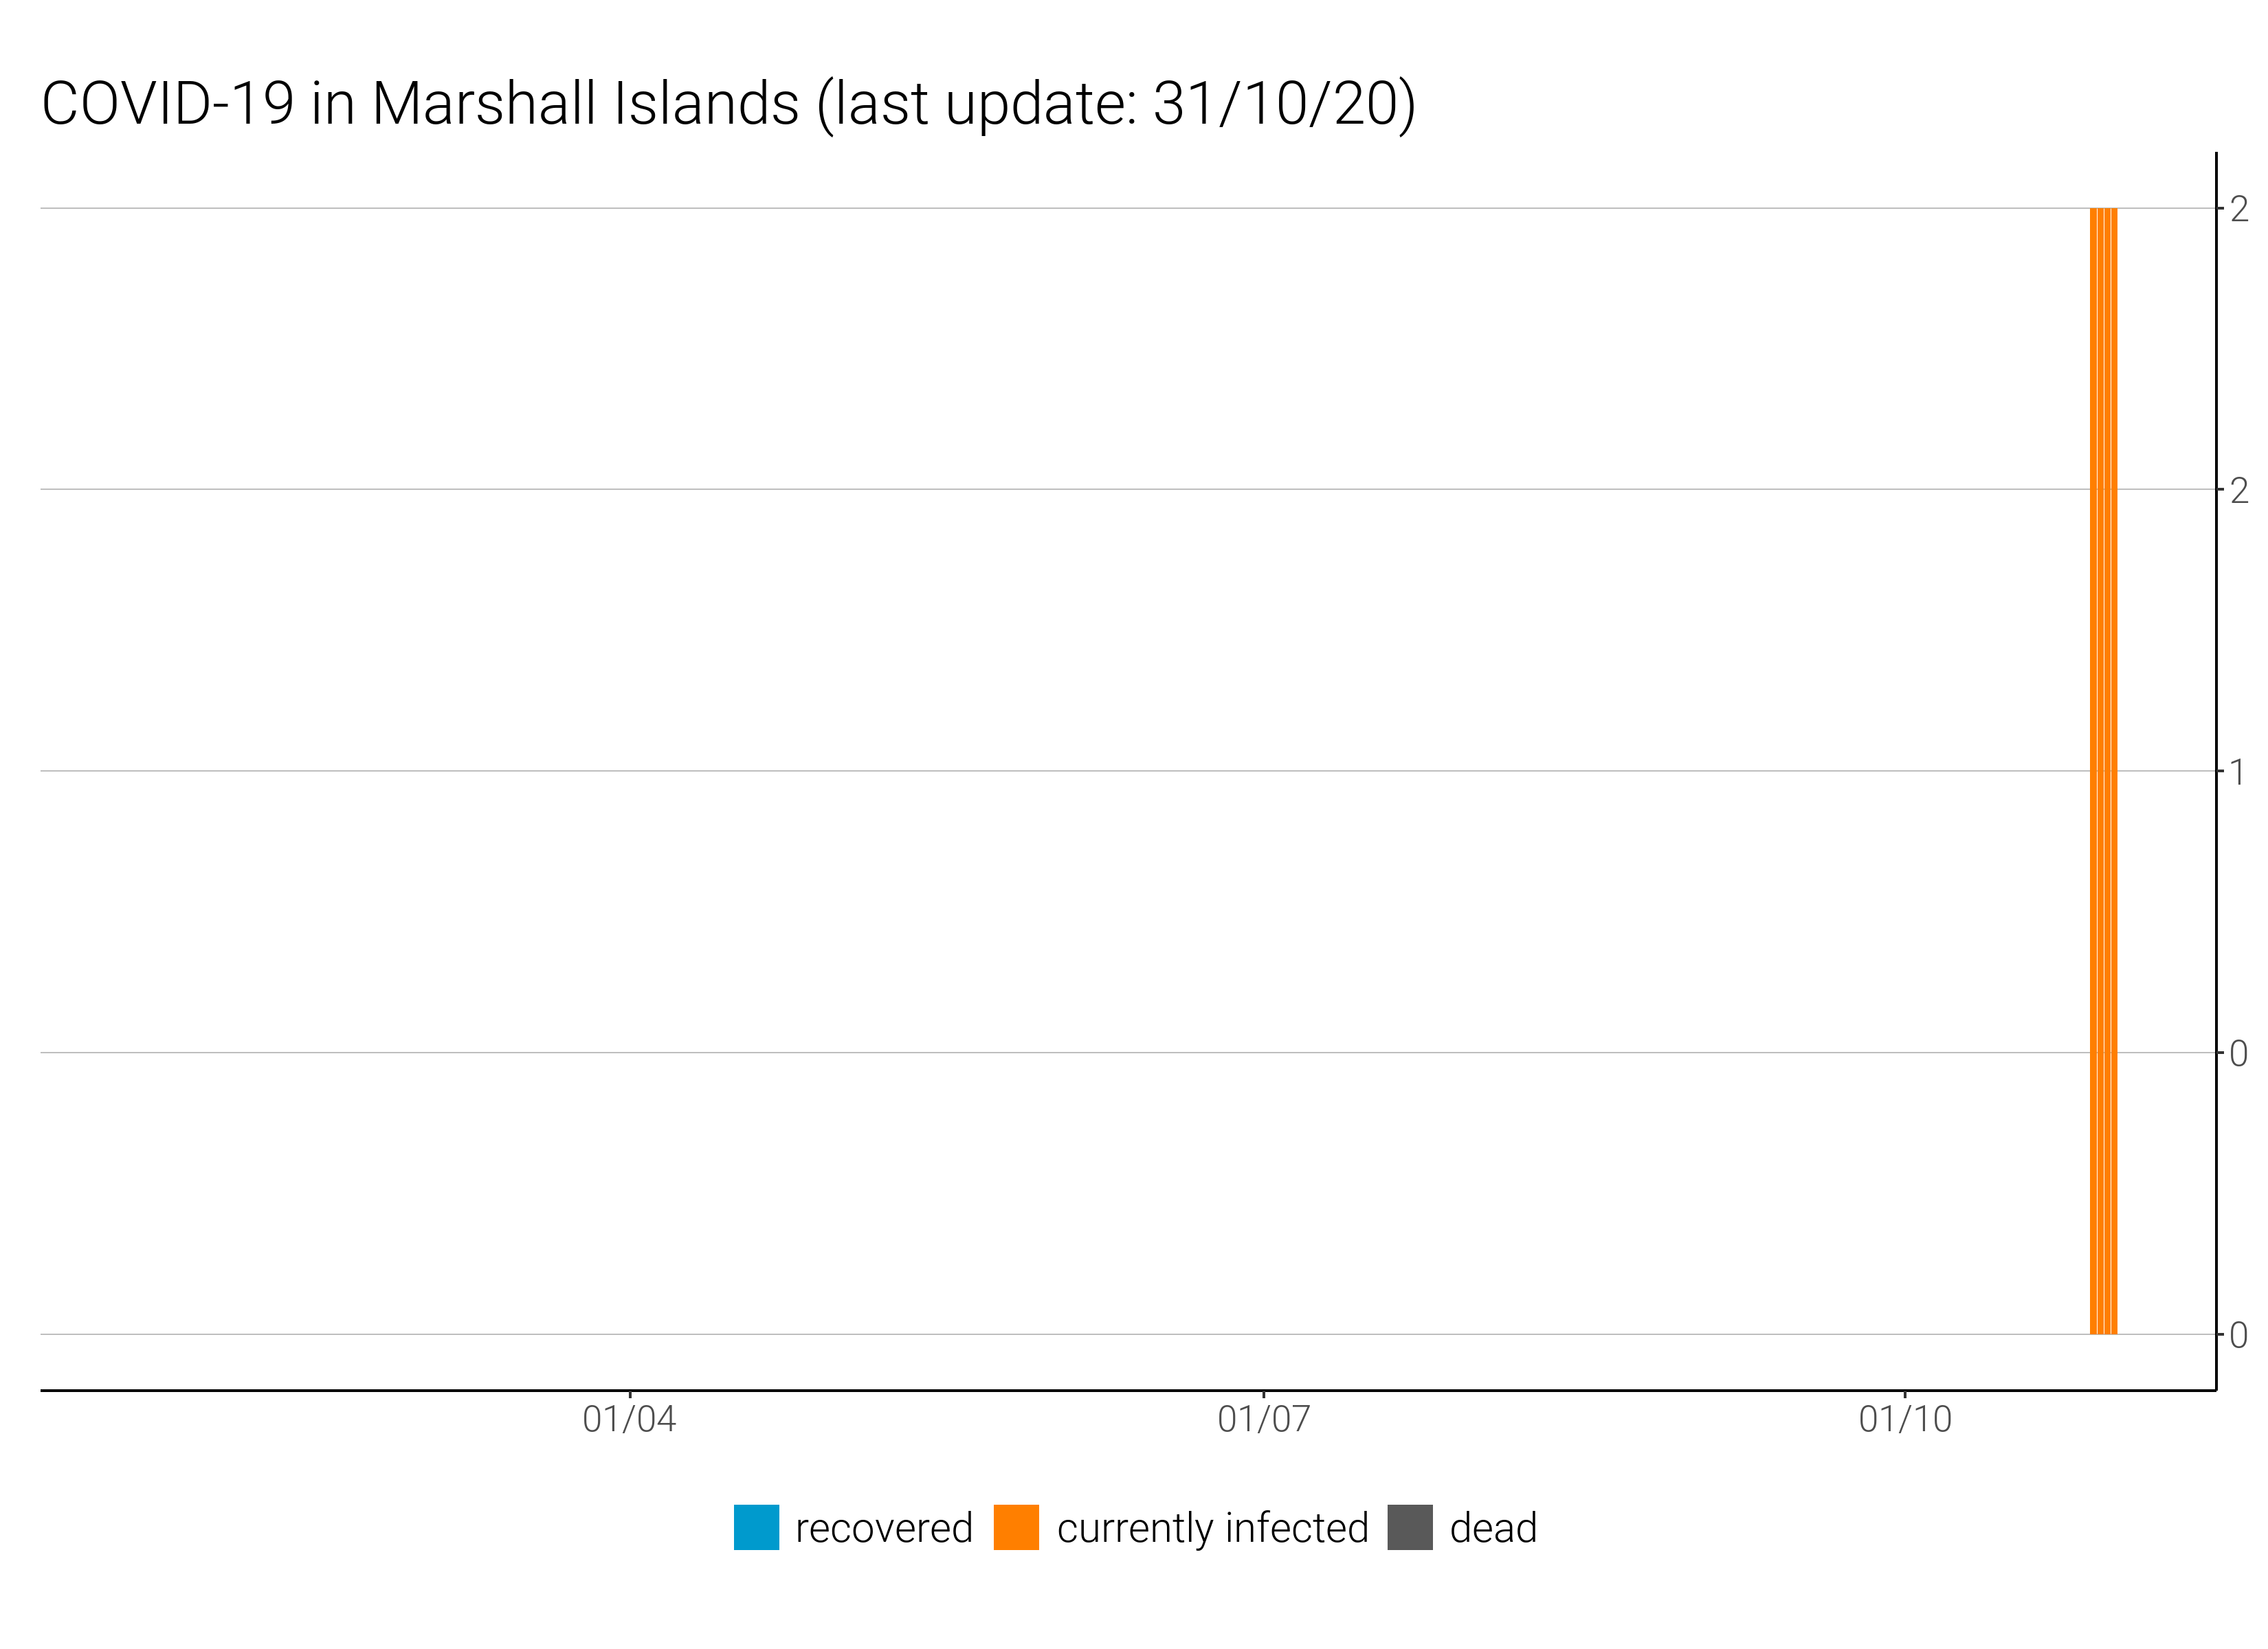 COVID-19 in Marshall Islands (last update: 31/10/20)
2
2
1
0
0
01/04 01/07 01/10
recovered currently infected dead